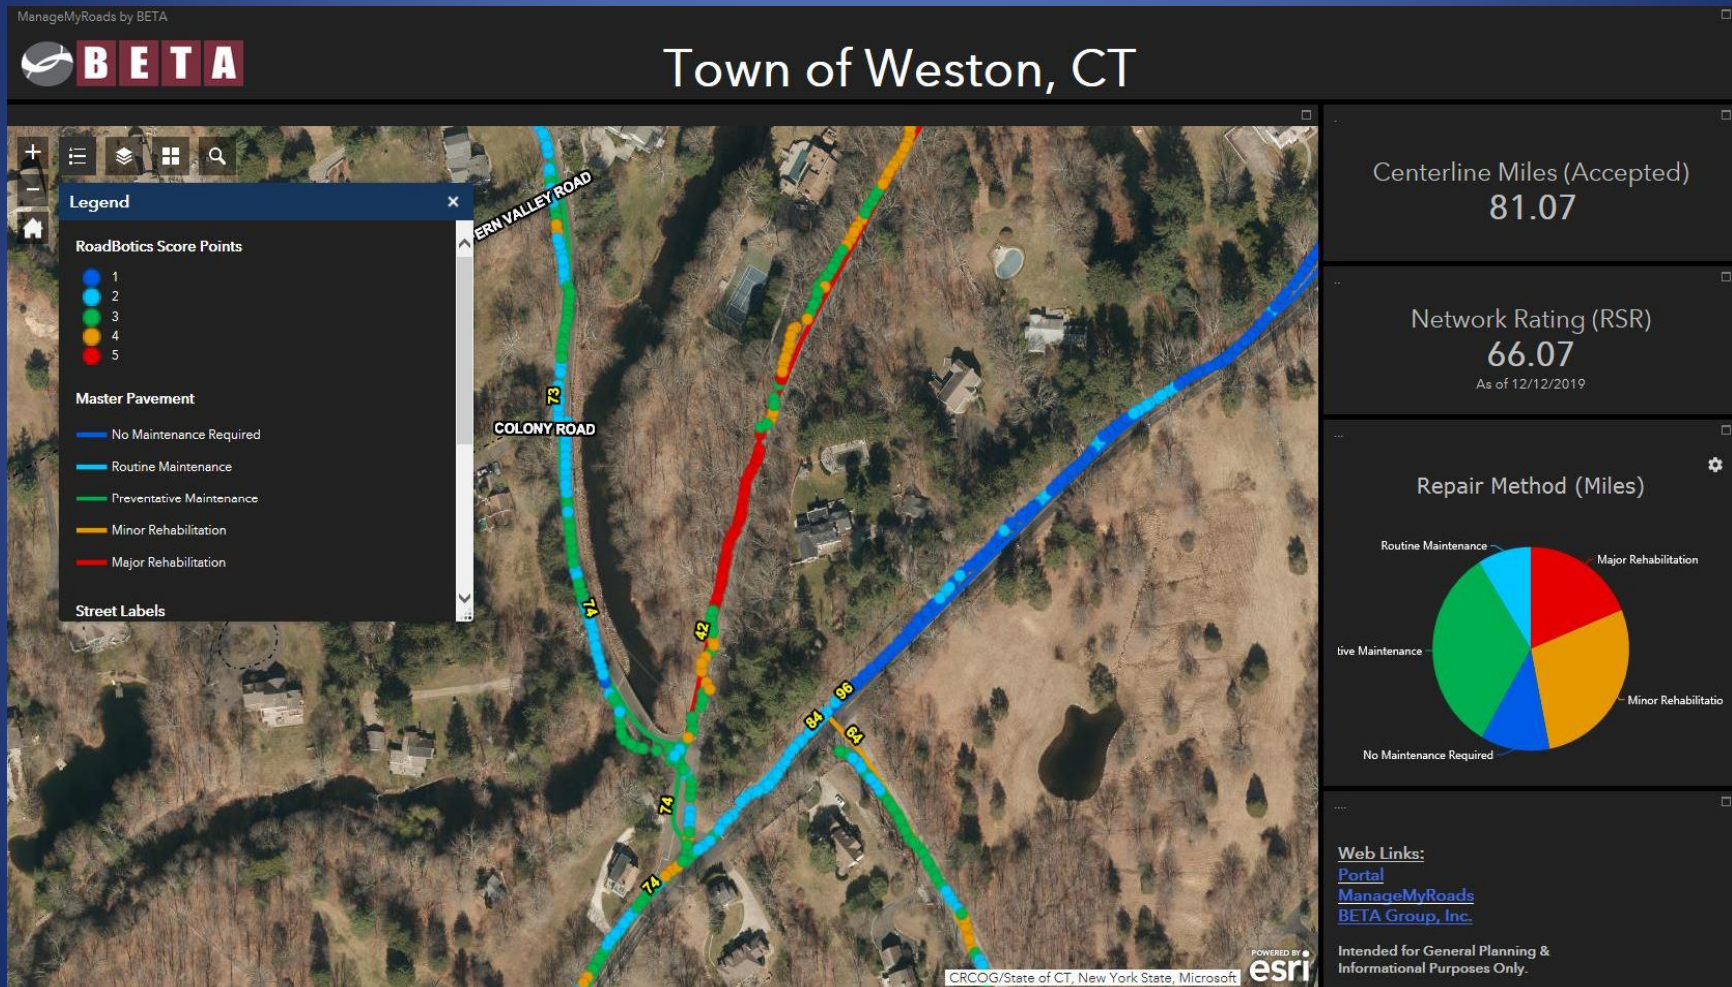 ManageMyRoads by BETA
BETA
Town of Weston, CT
Legend
RoadBotics Score Points
1
2
3
4
5
Master Pavement
No Maintenance Required
Routine Maintenance
Preventative Maintenance
Minor Rehabilitation
Major Rehabilitation
Street Labels
ERN VALLEY ROAD
73
COLONY ROAD
74
42
96
84
64
74
74
CRCOG/State of CT, New York State, Microsoft
POWERED BY
esri
Centerline Miles (Accepted)
81.07
Network Rating (RSR)
66.07
As of 12/12/2019
Repair Method (Miles)
Routine Maintenance
Major Rehabilitation
tive Maintenance
Minor Rehabilitatio
No Maintenance Required
Web Links:
Portal
ManageMyRoads
BETA Group, Inc.
Intended for General Planning &
Informational Purposes Only.